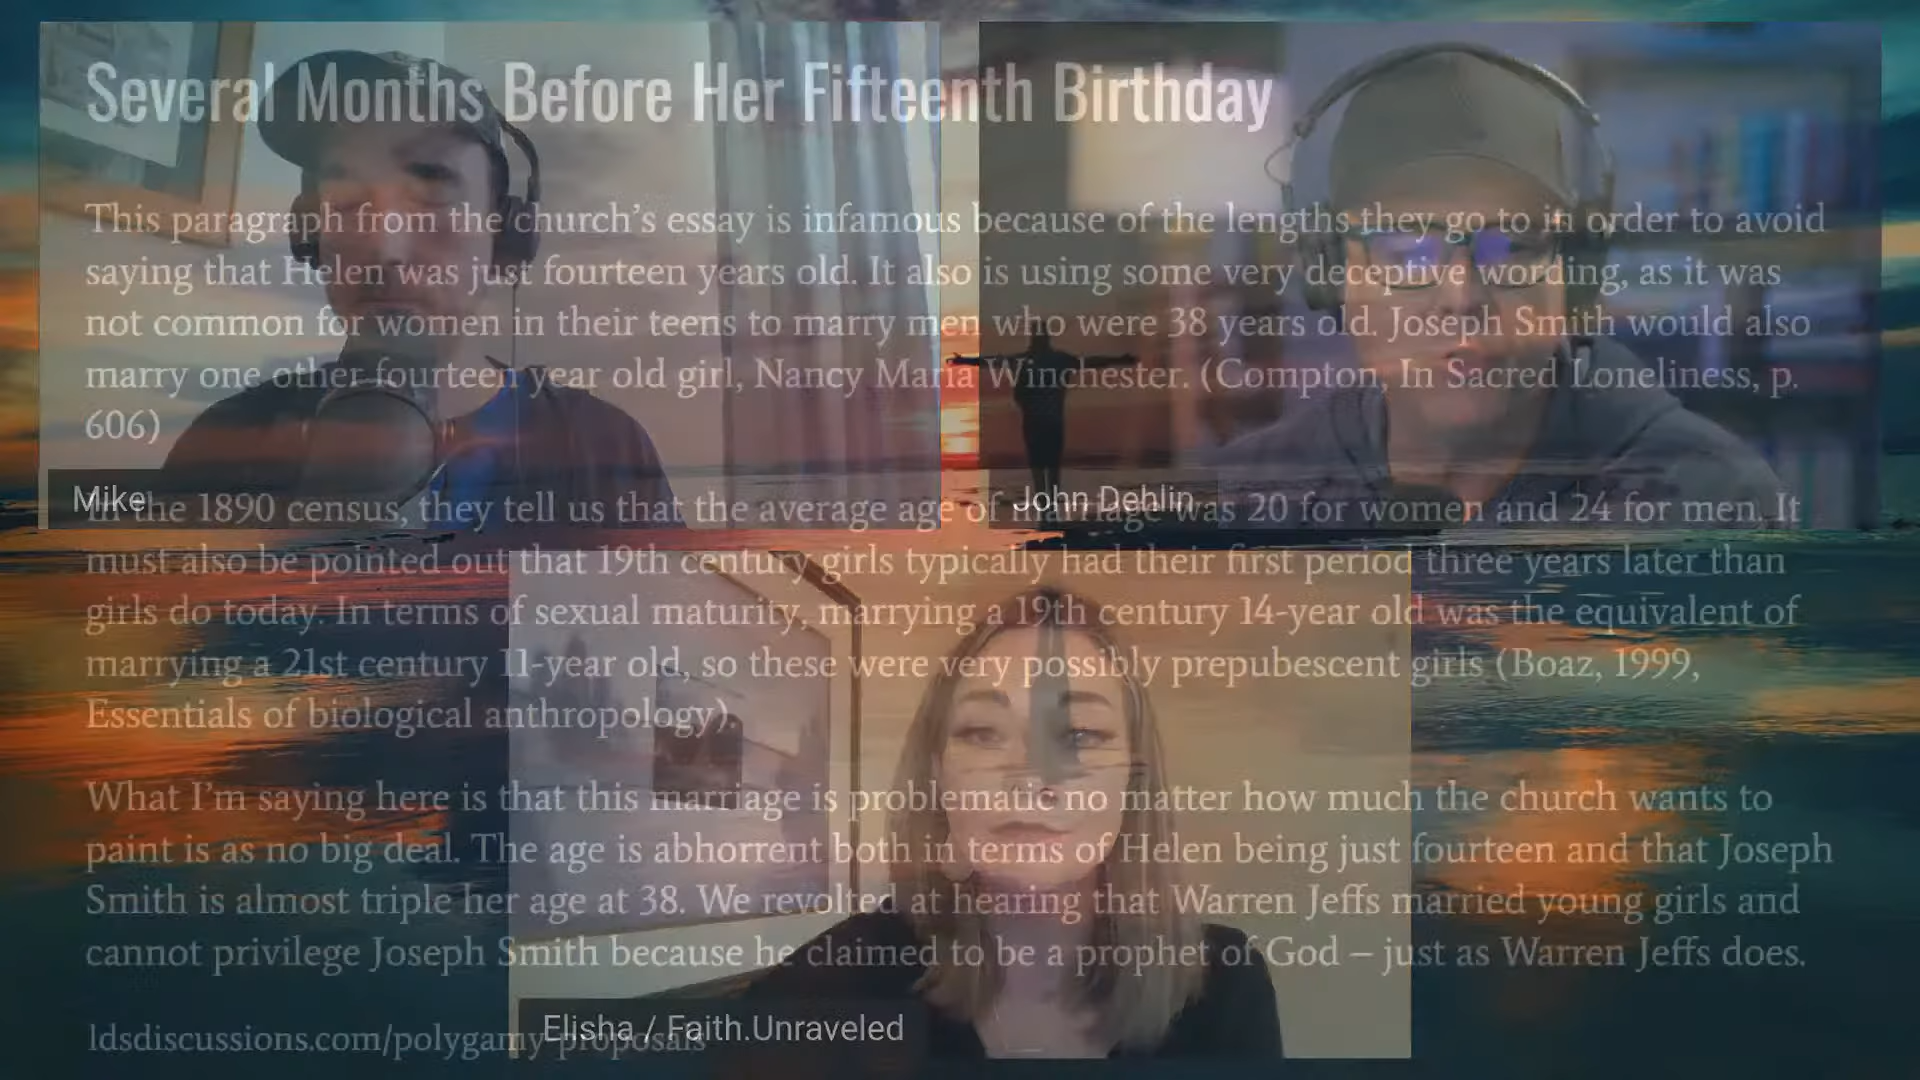 Several Months Before Her Fifteenth Birthday
This paragraph from the church's essay is infamous because of the lengths they go to in order to avoid
saying that Helen was just fourteen years old. It also is using some very deceptive wording, as it was
not common for women in their teens to marry men who were 38 years old. Joseph Smith would also
marry one other fourteen year old girl, Nancy Maria Winchester. (Compton, In Sacred Loneliness, p.
606)
Mike
John Dehlin
In the 1890 census, they tell us that the average age of marriage was 20 for women and 24 for men. It
must also be pointed out that 19th century girls typically had their first period three years later than
girls do today. In terms of sexual maturity, marrying a 19th century 14-year old was the equivalent of
marrying a 21st century 11-year old, so these were very possibly prepubescent girls (Boaz, 1999,
Essentials of biological anthropology).
What I'm saying here is that this marriage is problematic no matter how much the church wants to
paint is as no big deal. The age is abhorrent both in terms of Helen being just fourteen and that Joseph
Smith is almost triple her age at 38. We revolted at hearing that Warren Jeffs married young girls and
cannot privilege Joseph Smith because he claimed to be a prophet of God – just as Warren Jeffs does.
Elisha / Faith.Unraveled
ldsdiscussions.com/polygamy-proposals